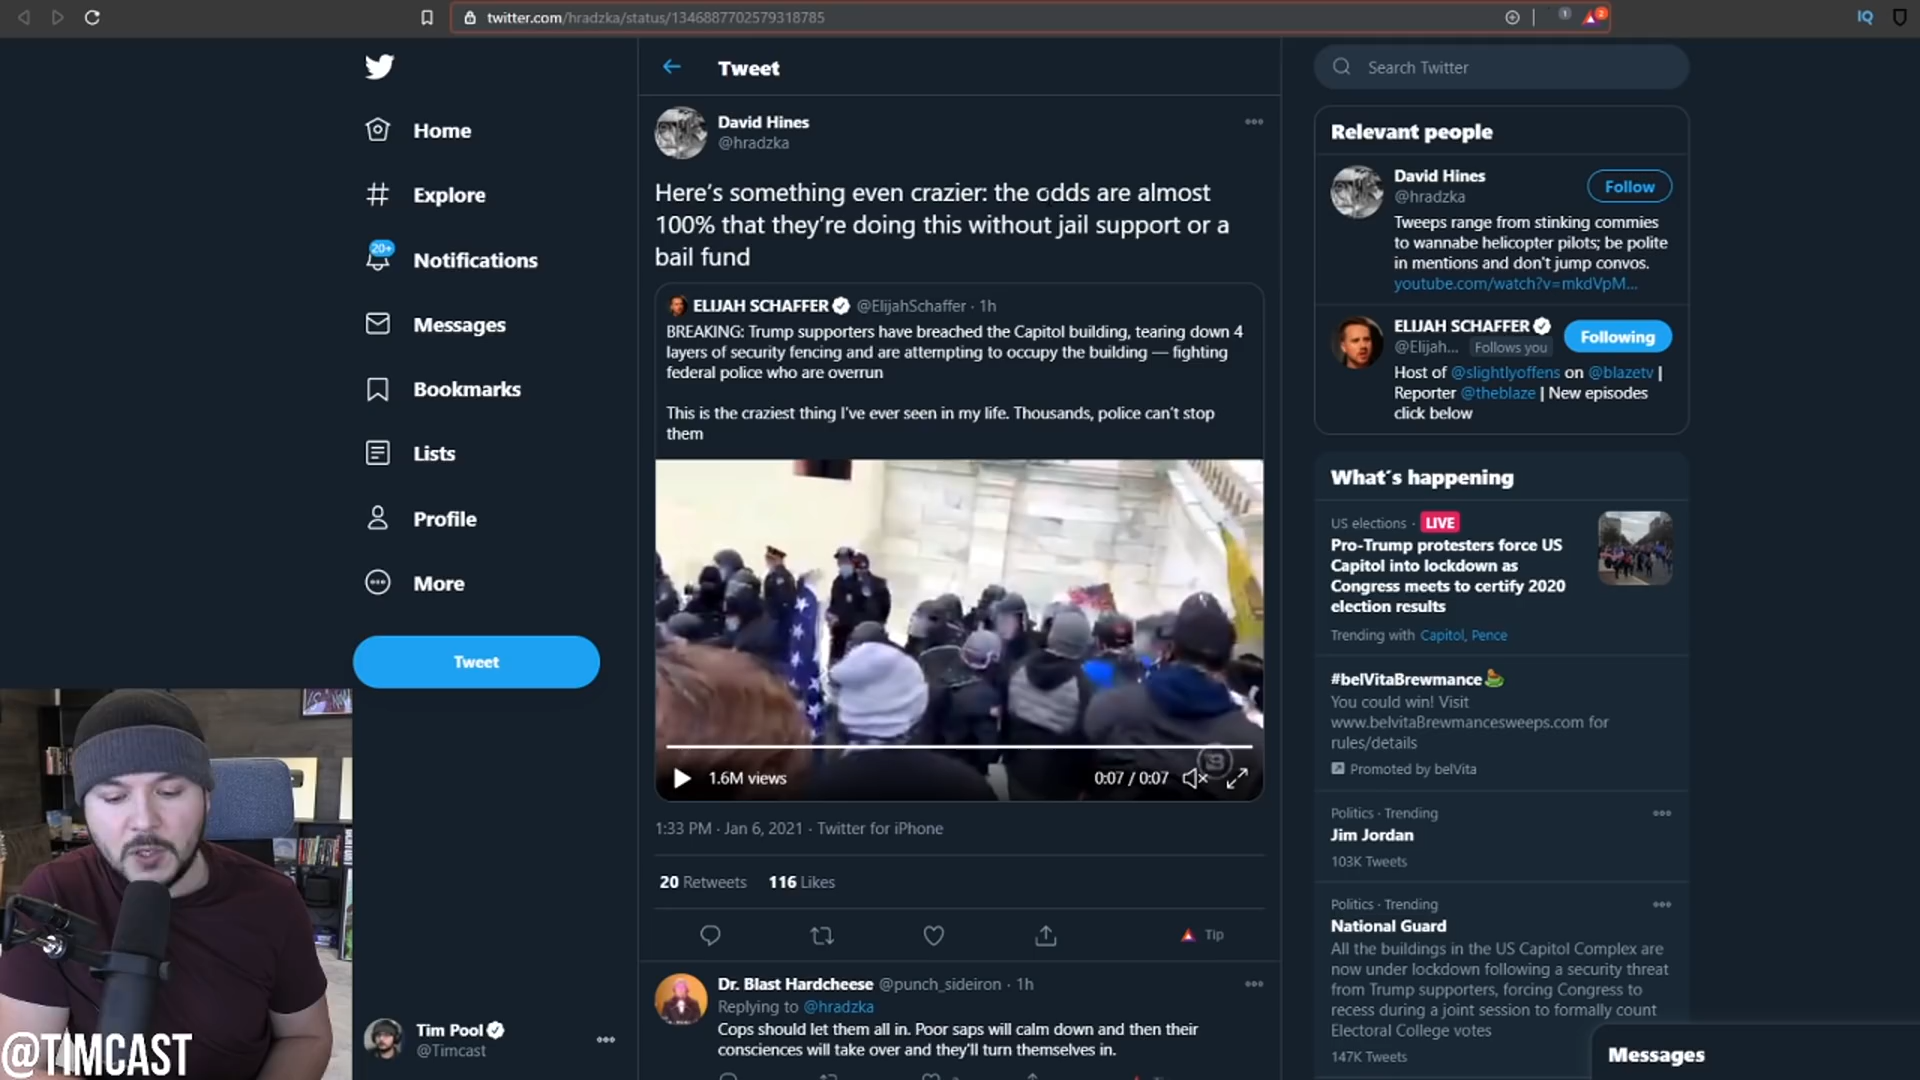 twitter.com/hradzka/status/1346887702579318785
1
2
IQ
Home
Explore
20+
Notifications
Messages
Bookmarks
Lists
Profile
More
Tweet
Tim Pool
@Timcast
@TIMCAST
Tweet
David Hines
@hradzka
Here's something even crazier: the odds are almost
100% that they're doing this without jail support or a
bail fund
ELIJAH SCHAFFER @ElijahSchaffer · 1h
BREAKING: Trump supporters have breached the Capitol building, tearing down 4
layers of security fencing and are attempting to occupy the building — fighting
federal police who are overrun
This is the craziest thing I've ever seen in my life. Thousands, police can't stop
them
1.6M views
0:07 / 0:07
1:33 PM · Jan 6, 2021 · Twitter for iPhone
20 Retweets 116 Likes
Tip
Dr. Blast Hardcheese @punch_sideiron · 1h
Replying to @hradzka
Cops should let them all in. Poor saps will calm down and then their
consciences will take over and they'll turn themselves in.
Search Twitter
Relevant people
David Hines
@hradzka
Follow
Tweeps range from stinking commies
to wannabe helicopter pilots; be polite
in mentions and don't jump convos.
youtube.com/watch?v=mkdVpM...
ELIJAH SCHAFFER
@Elijah... Follows you
Following
Host of @slightlyoffens on @blazetv |
Reporter @theblaze | New episodes
click below
What's happening
US elections · LIVE
Pro-Trump protesters force US
Capitol into lockdown as
Congress meets to certify 2020
election results
Trending with Capitol, Pence
#belVitaBrewmance
You could win! Visit
www.belvitaBrewmancesweeps.com for
rules/details
Promoted by belVita
Politics · Trending
Jim Jordan
103K Tweets
Politics · Trending
National Guard
All the buildings in the US Capitol Complex are
now under lockdown following a security threat
from Trump supporters, forcing Congress to
recess during a joint session to formally count
Electoral College votes
147K Tweets
Messages